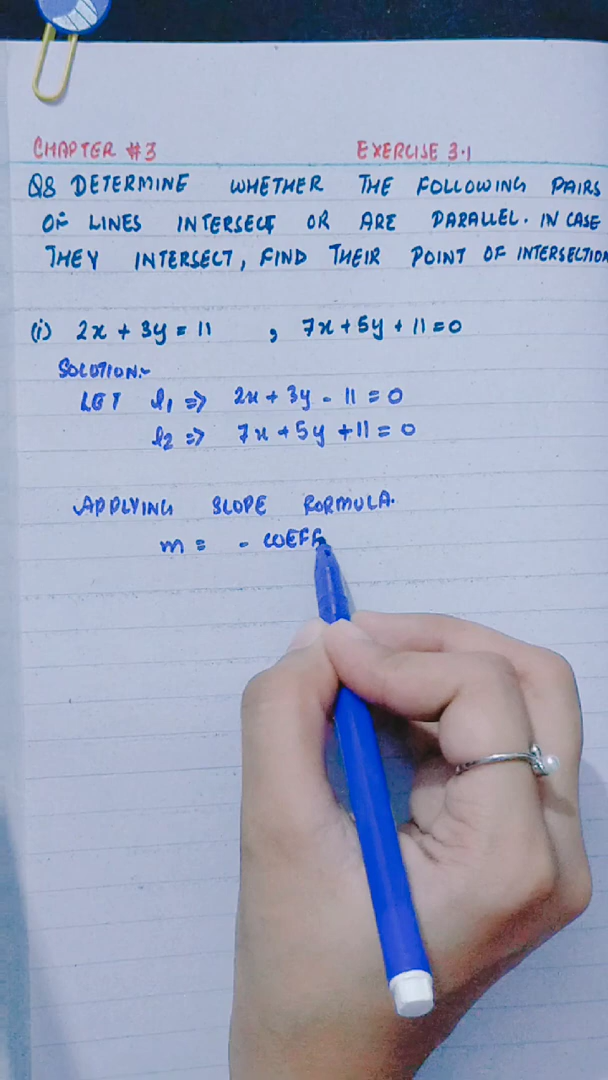 CHAPTER #3 EXERCISE 3.1
Q8 DETERMINE WHETHER THE FOLLOWING PAIRS
OF LINES INTERSECT OR ARE PARALLEL. IN CASE
THEY INTERSECT, FIND THEIR POINT OF INTERSECTION
(i) 2x + 3y = 11 , 7x + 5y + 11 = 0
SOLUTION:-
LET l1 => 2x + 3y - 11 = 0
l2 => 7x + 5y + 11 = 0
APPLYING SLOPE FORMULA.
m = - COEFF